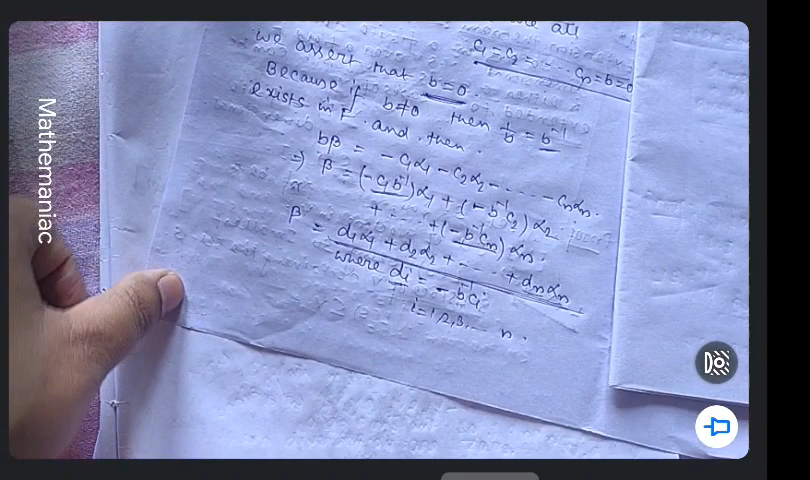 we assert that b=0.
c₁=c₂=.... cₙ=b=0
Because if b≠0 then 1/b = b⁻¹
exists in F. and then.
bβ = -c₁α₁ - c₂α₂ - ..... - cₙαₙ.
⇒ β = (-c₁b⁻¹)α₁ + (-b⁻¹c₂)α₂
+ ... + (-b⁻¹cₙ)αₙ.
β = d₁α₁ + d₂α₂ + ... + dₙαₙ
where dᵢ = -b⁻¹cᵢ
i=1,2,3,... n.
Mathemaniac